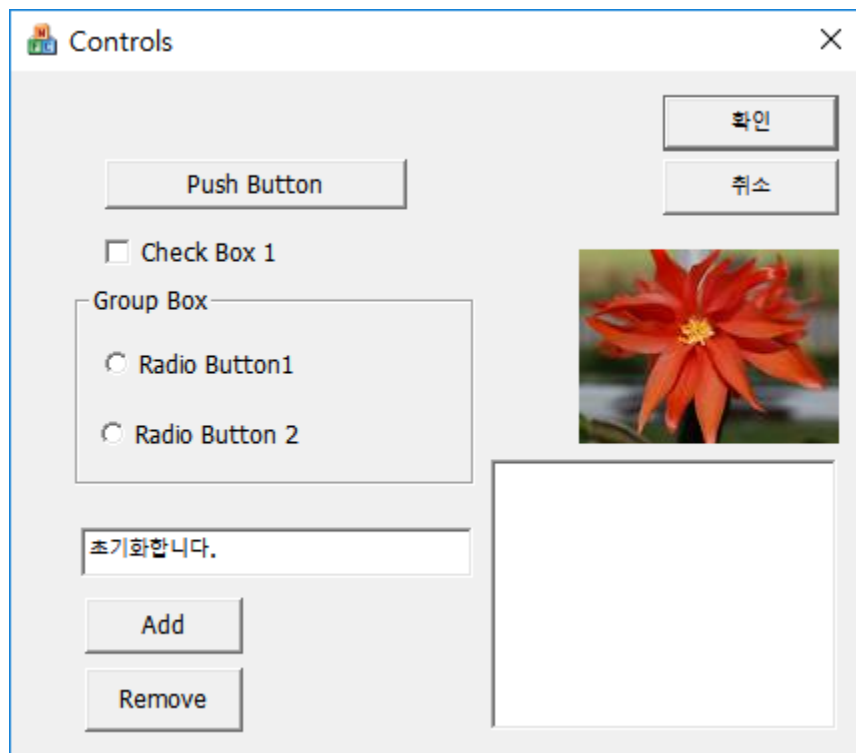 Controls
확인
Push Button
취소
Check Box 1
Group Box
Radio Button1
Radio Button 2
초기화합니다.
Add
Remove